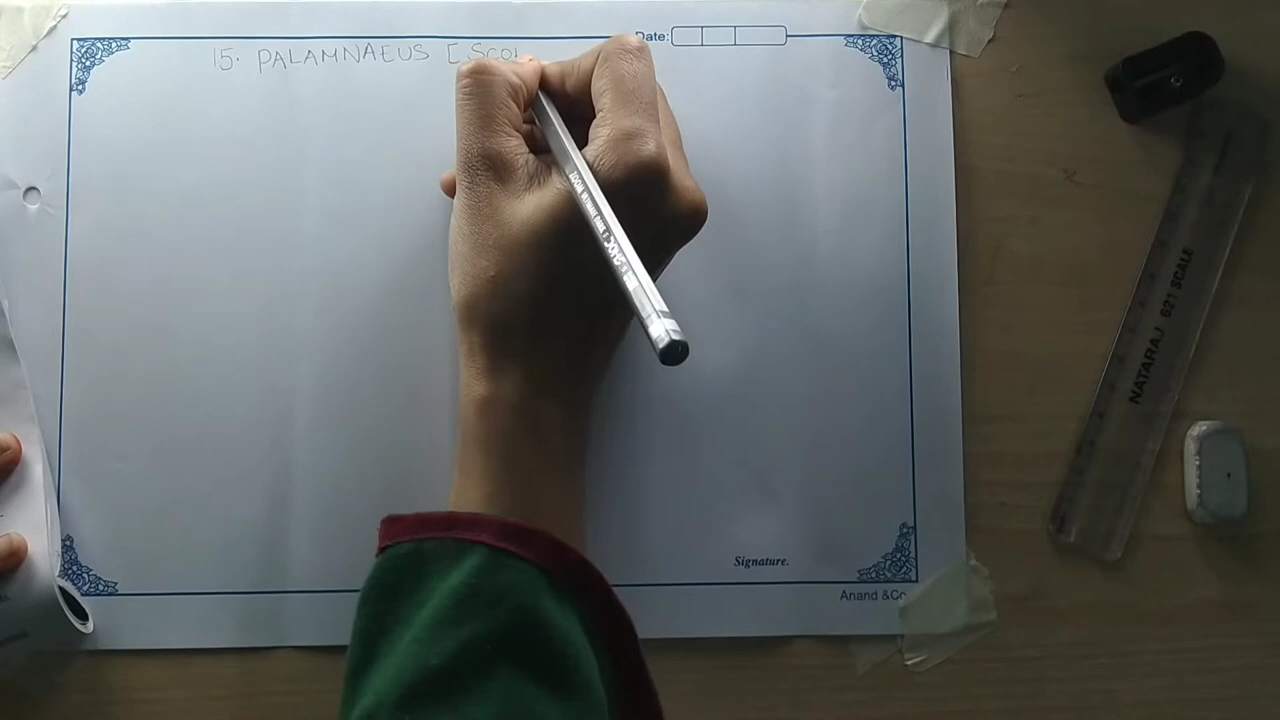 Date:
15. PALAMNAEUS [SCO
Signature.
Anand &Co
NATARAJ 621 SCALE